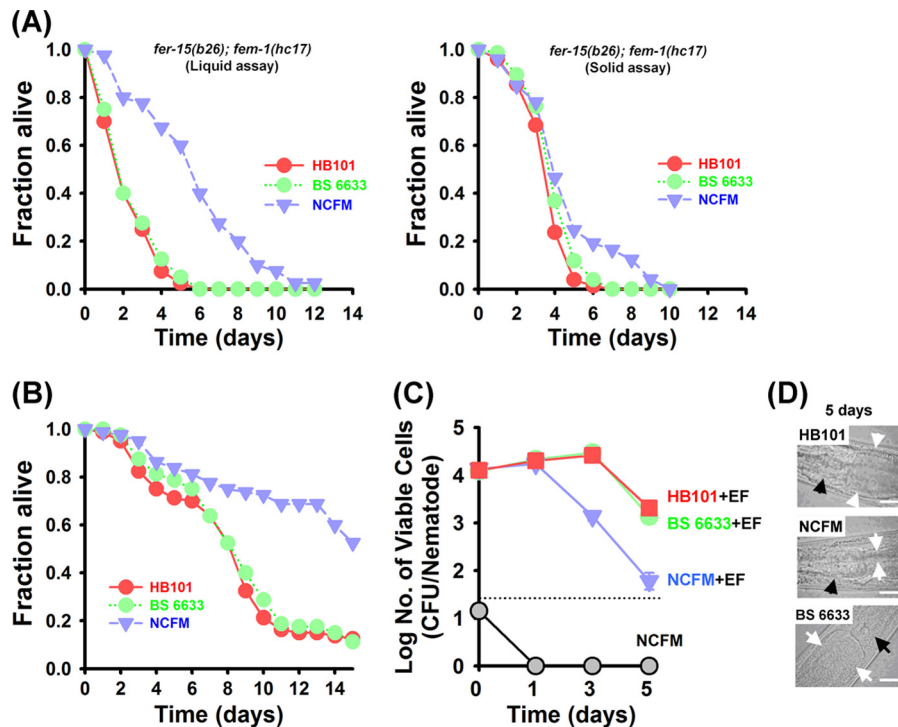 (A)
fer-15(b26); fem-1(hc17)
(Liquid assay)
Fraction alive
1.0
0.8
0.6
0.4
0.2
0.0
HB101
BS 6633
NCFM
0 2 4 6 8 10 12 14
Time (days)
fer-15(b26); fem-1(hc17)
(Solid assay)
Fraction alive
1.0
0.8
0.6
0.4
0.2
0.0
HB101
BS 6633
NCFM
0 2 4 6 8 10 12 14
Time (days)
(B)
Fraction alive
1.0
0.8
0.6
0.4
0.2
0.0
HB101
BS 6633
NCFM
0 2 4 6 8 10 12 14
Time (days)
(C)
Log No. of Viable Cells
(CFU/Nematode)
5
4
3
2
1
0
HB101+EF
BS 6633+EF
NCFM+EF
NCFM
0 1 3 5
Time (days)
(D)
5 days
HB101
NCFM
BS 6633